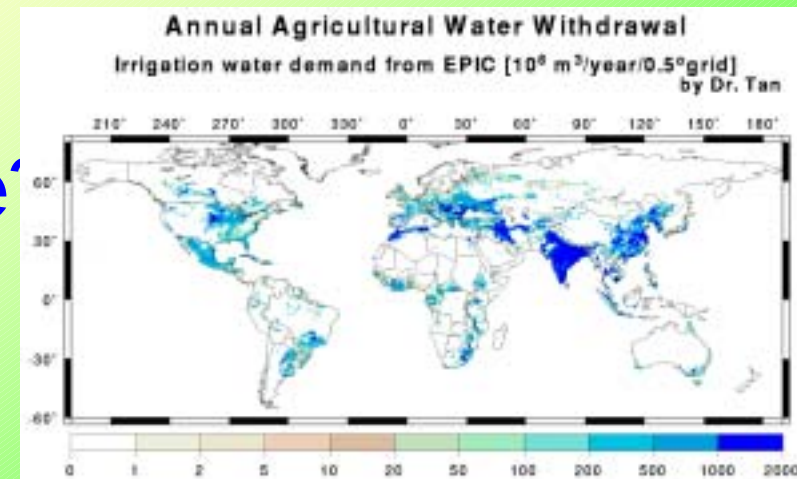 Annual Agricultural Water Withdrawal
Irrigation water demand from EPIC [10⁶ m³/year/0.5°grid]
by Dr. Tan
210° 240° 270° 300° 330° 0° 30° 60° 90° 120° 150° 180°
e?
60°
30°
0°
-30°
-60°
0 1 2 5 10 20 50 100 200 500 1000 2000